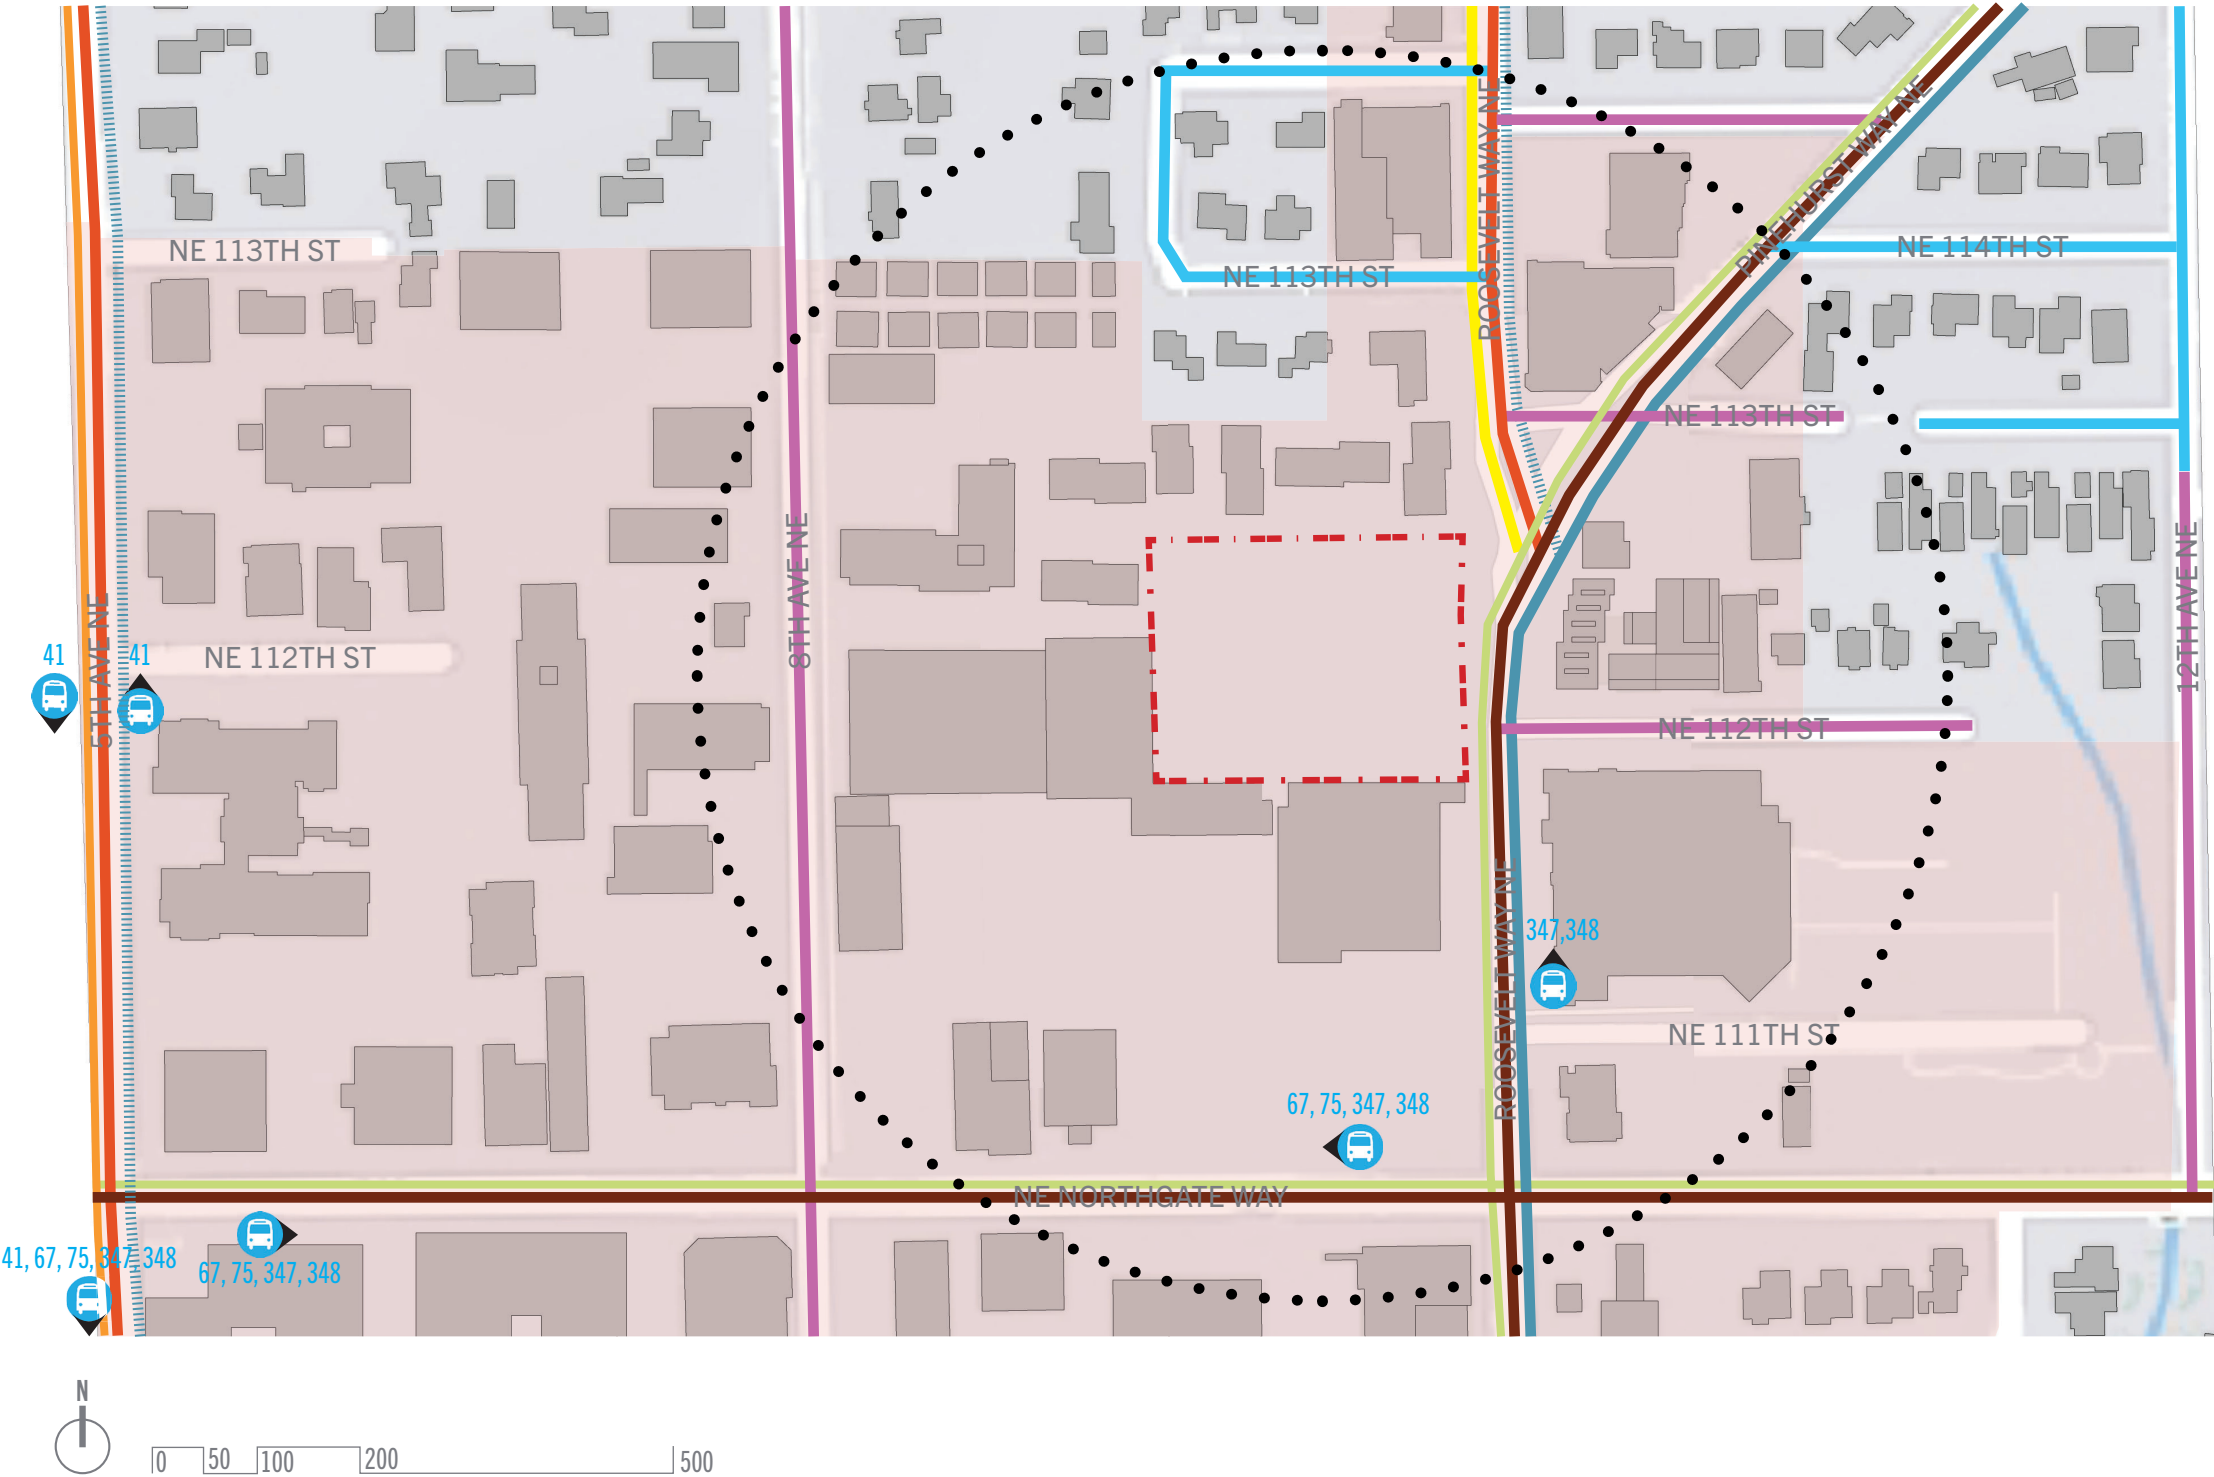 ROOSEVELT WAY NE
PINEHURST WAY NE
NE 113TH ST
NE 113TH ST
NE 114TH ST
NE 113TH ST
8TH AVE NE
12TH AVE NE
5TH AVE NE
41
41
NE 112TH ST
NE 112TH ST
347,348
ROOSEVELT WAY NE
NE 111TH ST
67, 75, 347, 348
NE NORTHGATE WAY
41, 67, 75, 347, 348
67, 75, 347, 348
N
0 50 100 200 500